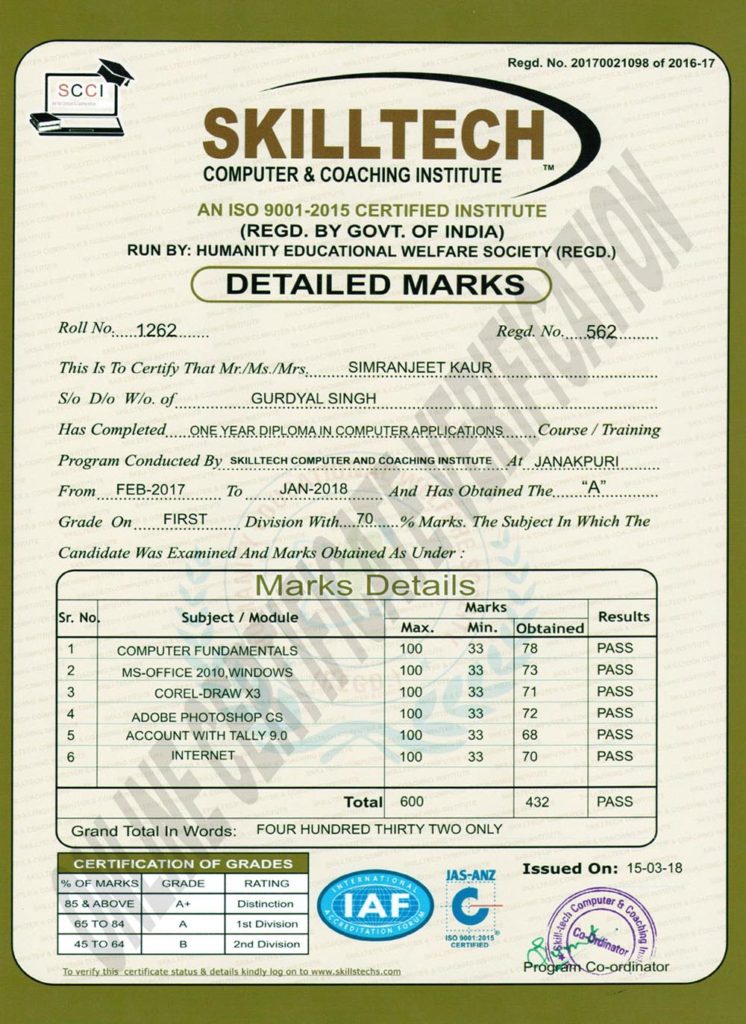 Regd. No. 20170021098 of 2016-17
SCCI
SKILLTECH
TM
COMPUTER & COACHING INSTITUTE
AN ISO 9001-2015 CERTIFIED INSTITUTE
(REGD. BY GOVT. OF INDIA)
RUN BY: HUMANITY EDUCATIONAL WELFARE SOCIETY (REGD.)
DETAILED MARKS
Roll No. 1262 Regd. No. 562
This Is To Certify That Mr./Ms./Mrs. SIMRANJEET KAUR
S/o D/o W/o. of GURDYAL SINGH
Has Completed ONE YEAR DIPLOMA IN COMPUTER APPLICATIONS Course / Training
Program Conducted By SKILLTECH COMPUTER AND COACHING INSTITUTE At JANAKPURI
From FEB-2017 To JAN-2018 And Has Obtained The "A"
Grade On FIRST Division With 70 % Marks. The Subject In Which The
Candidate Was Examined And Marks Obtained As Under :
Marks Details
Sr. No. Subject / Module Marks Results
Max. Min. Obtained
1 COMPUTER FUNDAMENTALS 100 33 78 PASS
2 MS-OFFICE 2010,WINDOWS 100 33 73 PASS
3 COREL-DRAW X3 100 33 71 PASS
4 ADOBE PHOTOSHOP CS 100 33 72 PASS
5 ACCOUNT WITH TALLY 9.0 100 33 68 PASS
6 INTERNET 100 33 70 PASS
Total 600 432 PASS
Grand Total In Words: FOUR HUNDRED THIRTY TWO ONLY
CERTIFICATION OF GRADES
% OF MARKS GRADE RATING
85 & ABOVE A+ Distinction
65 TO 84 A 1st Division
45 TO 64 B 2nd Division
INTERNATIONAL
IAF
ACCREDITATION FORUM
JAS-ANZ
C
ISO 9001:2015
CERTIFIED
Issued On: 15-03-18
Skill-tech Computer & Coaching Ins
Co-Ordinator
Program Co-ordinator
To verify this certificate status & details kindly log on to www.skillstechs.com
ONLINE CERTIFICATE VERIFICATION